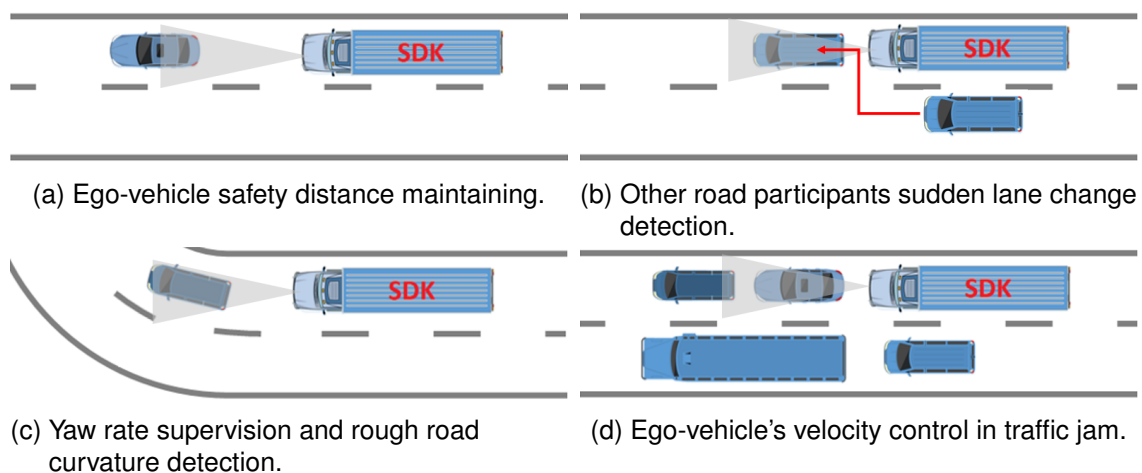 SDK
SDK
(a) Ego-vehicle safety distance maintaining.
(b) Other road participants sudden lane change
detection.
SDK
SDK
(c) Yaw rate supervision and rough road
curvature detection.
(d) Ego-vehicle's velocity control in traffic jam.